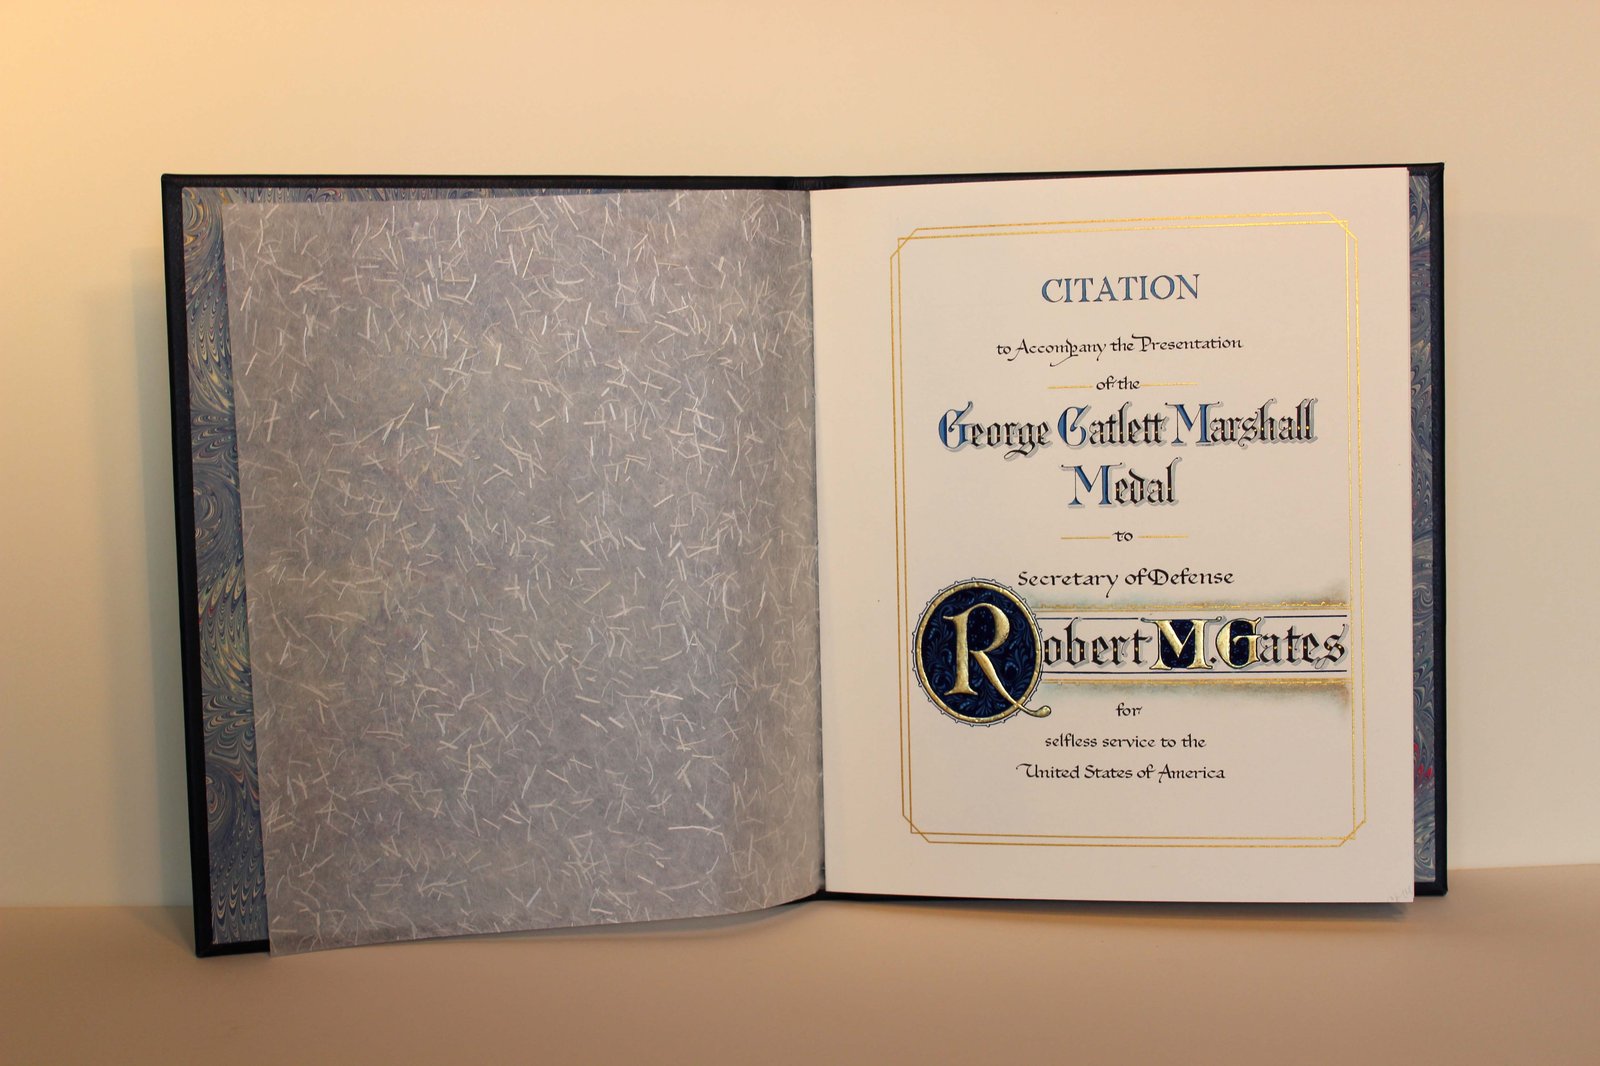 CITATION
to Accompany the Presentation
of the
George Catlett Marshall
Medal
to
Secretary of Defense
Robert M. Gates
for
selfless service to the
United States of America